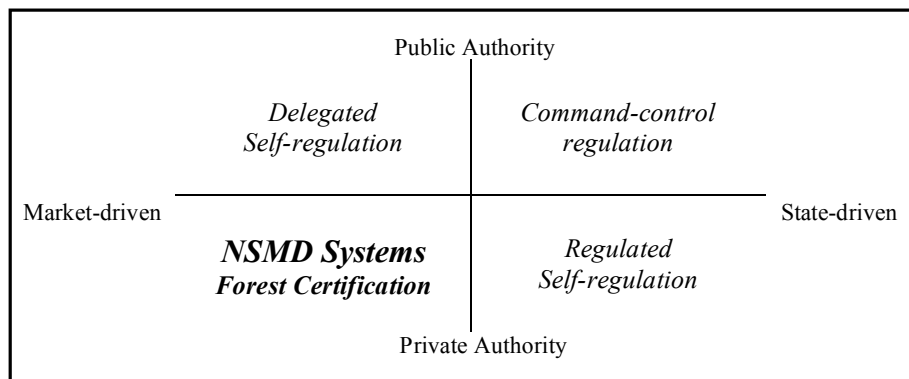 Public Authority
Delegated
Self-regulation
Command-control
regulation
Market-driven
State-driven
NSMD Systems
Forest Certification
Regulated
Self-regulation
Private Authority